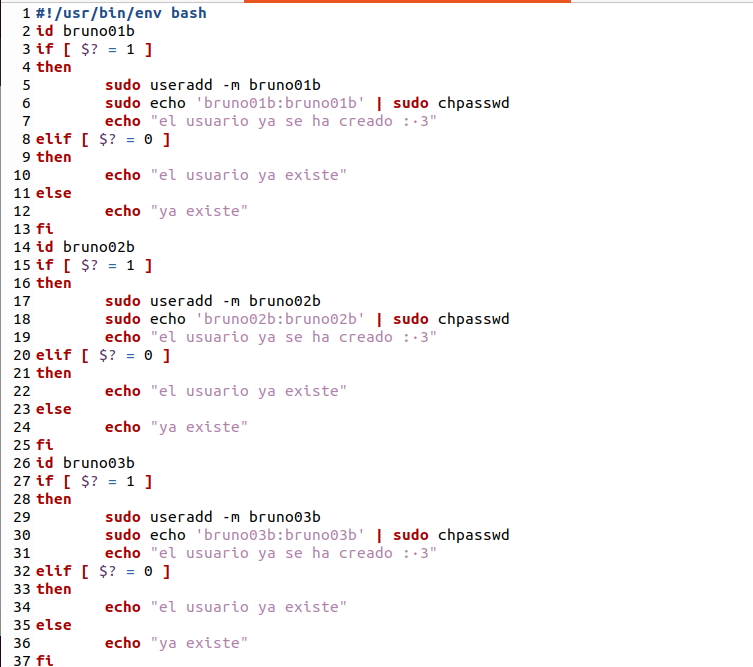 1 #!/usr/bin/env bash
2 id bruno01b
3 if [ $? = 1 ]
4 then
5         sudo useradd -m bruno01b
6         sudo echo 'bruno01b:bruno01b' | sudo chpasswd
7         echo "el usuario ya se ha creado :·3"
8 elif [ $? = 0 ]
9 then
10         echo "el usuario ya existe"
11 else
12         echo "ya existe"
13 fi
14 id bruno02b
15 if [ $? = 1 ]
16 then
17         sudo useradd -m bruno02b
18         sudo echo 'bruno02b:bruno02b' | sudo chpasswd
19         echo "el usuario ya se ha creado :·3"
20 elif [ $? = 0 ]
21 then
22         echo "el usuario ya existe"
23 else
24         echo "ya existe"
25 fi
26 id bruno03b
27 if [ $? = 1 ]
28 then
29         sudo useradd -m bruno03b
30         sudo echo 'bruno03b:bruno03b' | sudo chpasswd
31         echo "el usuario ya se ha creado :·3"
32 elif [ $? = 0 ]
33 then
34         echo "el usuario ya existe"
35 else
36         echo "ya existe"
37 fi